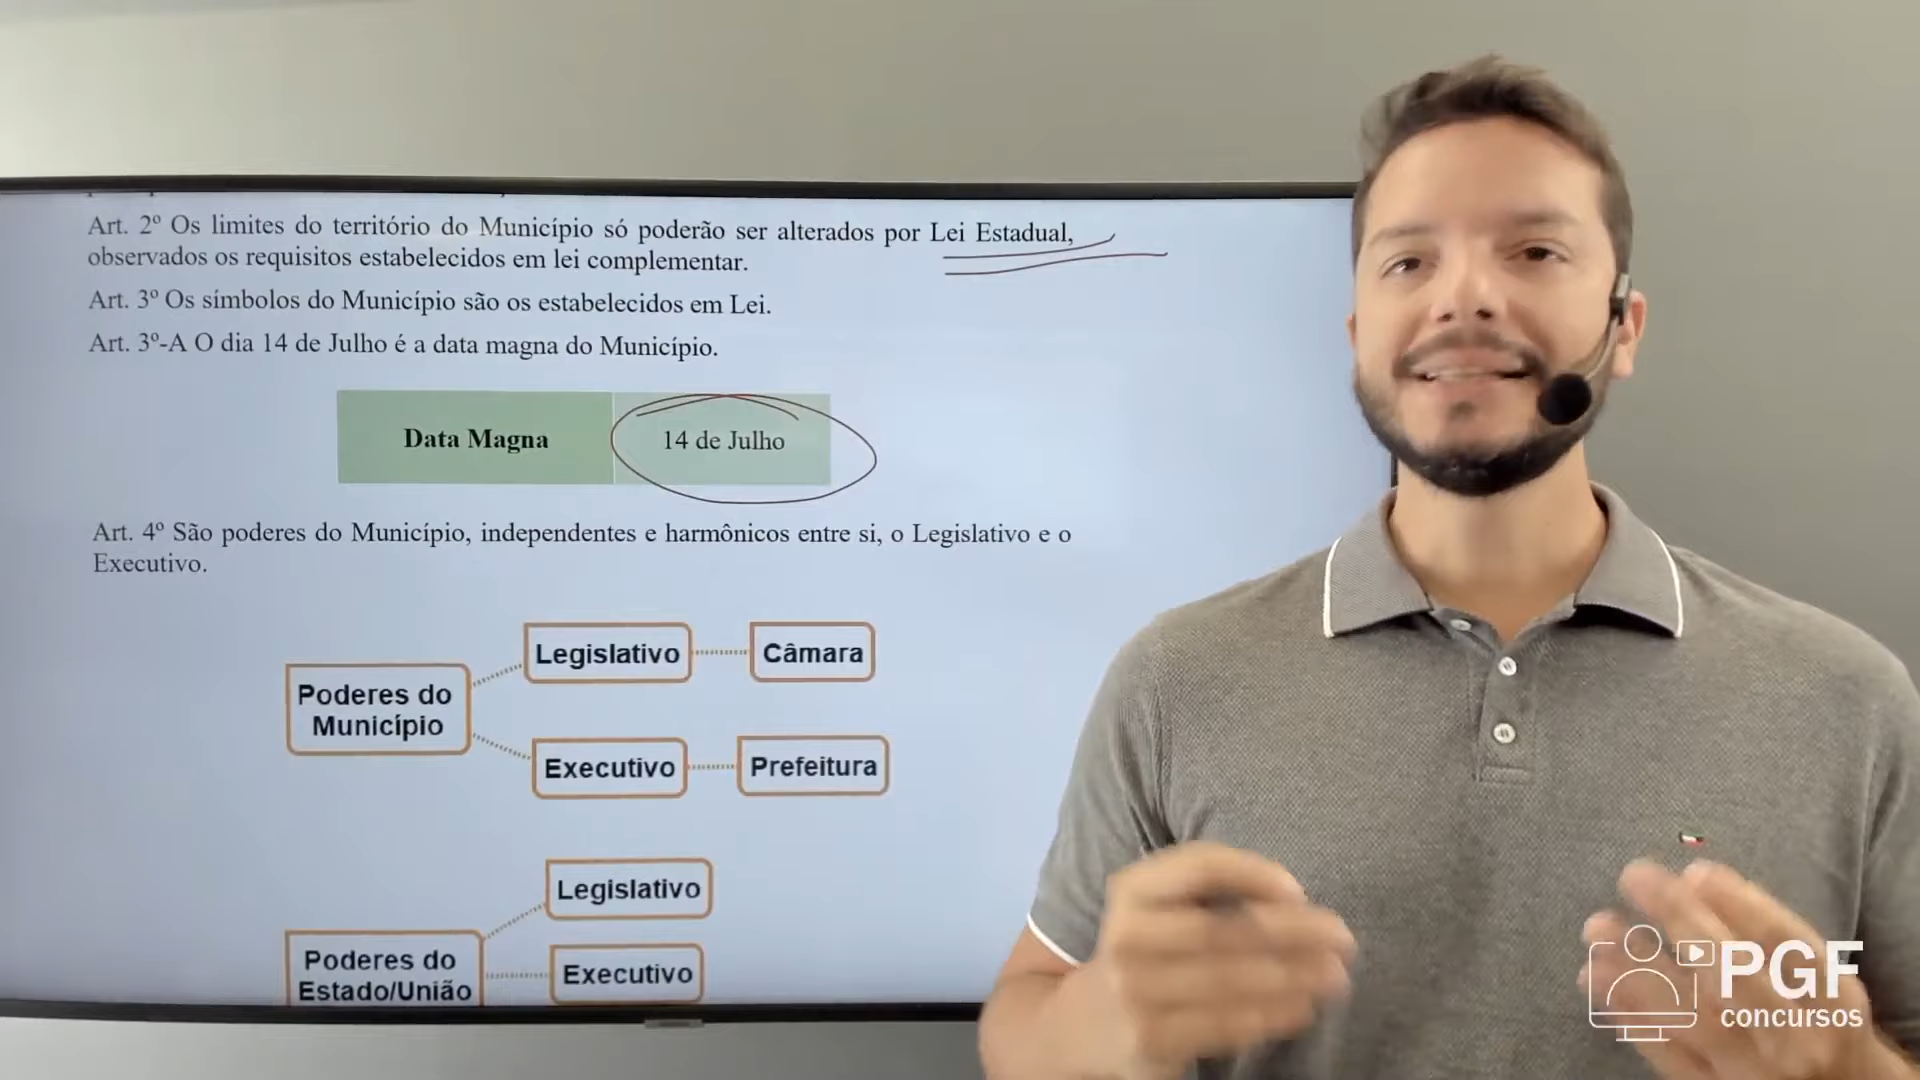 Art. 2º Os limites do território do Município só poderão ser alterados por Lei Estadual,
observados os requisitos estabelecidos em lei complementar.
Art. 3º Os símbolos do Município são os estabelecidos em Lei.
Art. 3º-A O dia 14 de Julho é a data magna do Município.
Data Magna
14 de Julho
Art. 4º São poderes do Município, independentes e harmônicos entre si, o Legislativo e o
Executivo.
Poderes do
Município
Legislativo
Câmara
Executivo
Prefeitura
Poderes do
Estado/União
Legislativo
Executivo
PGF
concursos